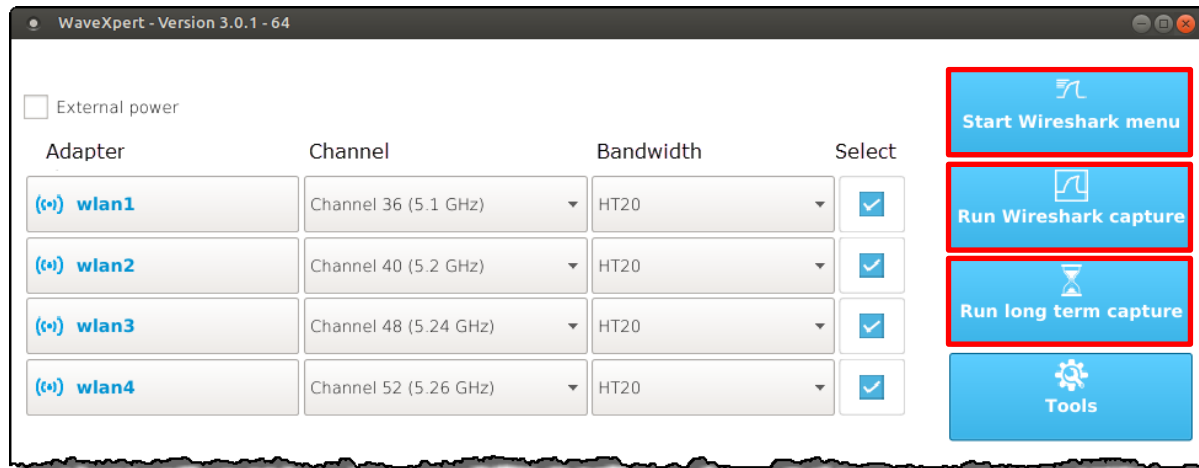 WaveXpert - Version 3.0.1 - 64
External power
Adapter Channel Bandwidth Select
wlan1 Channel 36 (5.1 GHz) HT20
wlan2 Channel 40 (5.2 GHz) HT20
wlan3 Channel 48 (5.24 GHz) HT20
wlan4 Channel 52 (5.26 GHz) HT20
Start Wireshark menu
Run Wireshark capture
Run long term capture
Tools